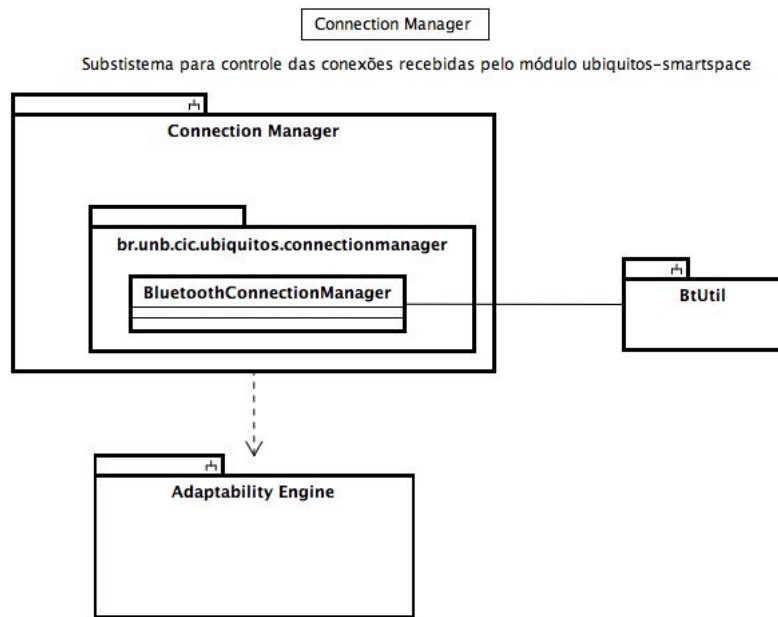 Connection Manager
Substistema para controle das conexões recebidas pelo módulo ubiquitos-smartspace
Connection Manager
br.unb.cic.ubiquitos.connectionmanager
BluetoothConnectionManager
BtUtil
Adaptability Engine